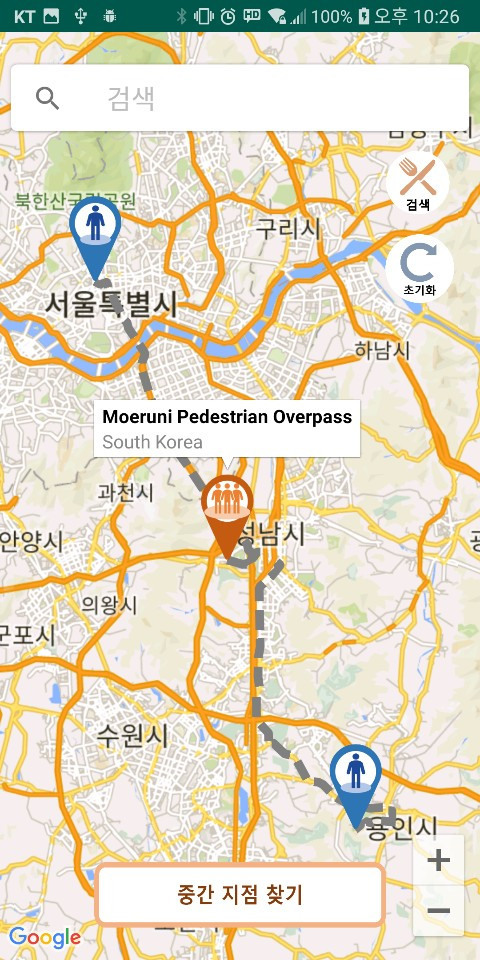 KT HD 100% 오후 10:26
검색
북한산국립공원
검색
구리시
초기화
서울특별시
하남시
Moeruni Pedestrian Overpass
South Korea
과천시
안양시
성남시
의왕시
군포시
수원시
용인시
+
중간 지점 찾기
−
Google